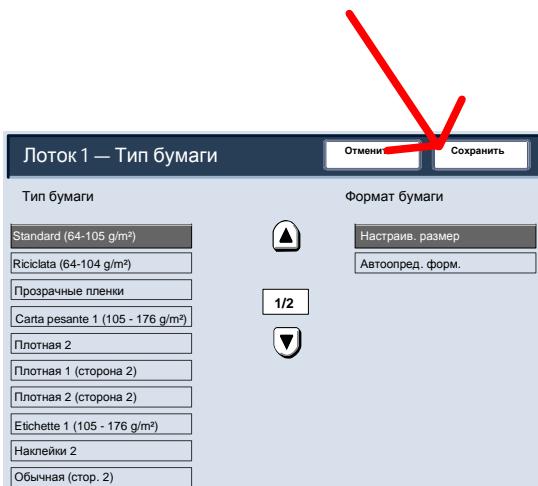 Лоток 1 — Тип бумаги
Отменить
Сохранить
Тип бумаги
Формат бумаги
Standard (64-105 g/m²)
Riciclata (64-104 g/m²)
Прозрачные пленки
Carta pesante 1 (105 - 176 g/m²)
Плотная 2
Плотная 1 (сторона 2)
Плотная 2 (сторона 2)
Etichette 1 (105 - 176 g/m²)
Наклейки 2
Обычная (стор. 2)
1/2
Настраив. размер
Автоопред. форм.